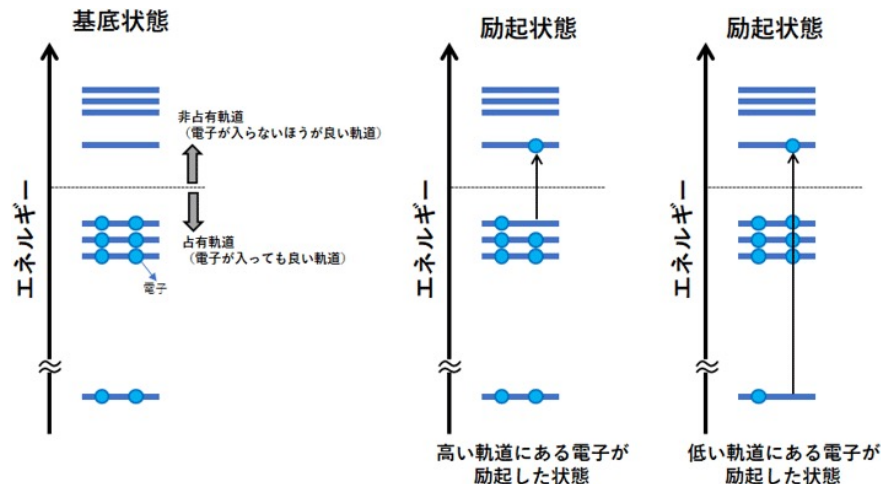 基底状態
エネルギー
非占有軌道
（電子が入らないほうが良い軌道）
占有軌道
（電子が入っても良い軌道）
電子
励起状態
エネルギー
高い軌道にある電子が
励起した状態
励起状態
エネルギー
低い軌道にある電子が
励起した状態